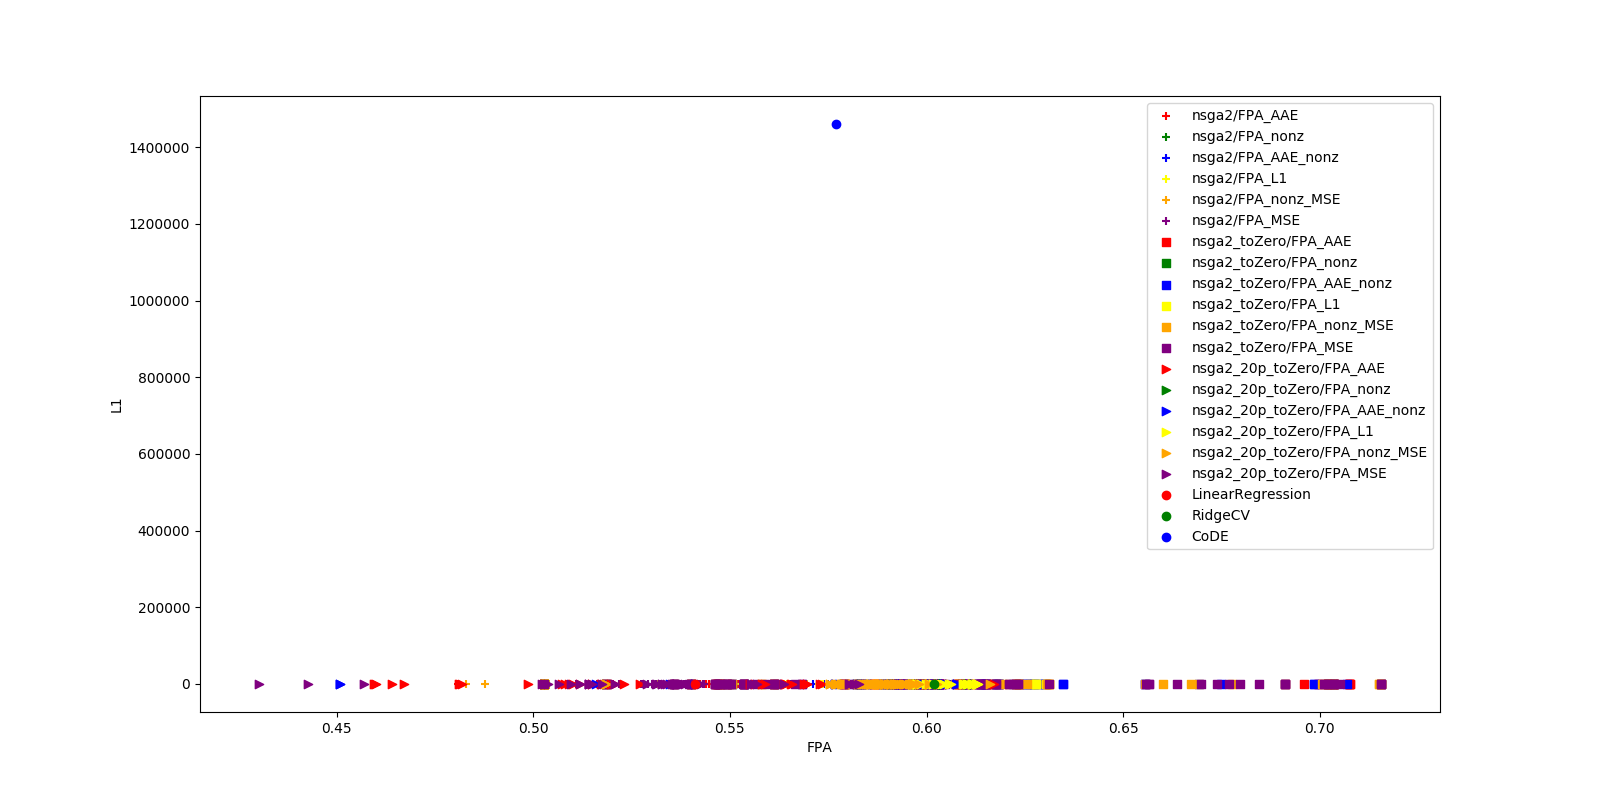 1400000
1200000
1000000
800000
600000
400000
200000
0
L1
0.45 0.50 0.55 0.60 0.65 0.70
FPA
nsga2/FPA_AAE
nsga2/FPA_nonz
nsga2/FPA_AAE_nonz
nsga2/FPA_L1
nsga2/FPA_nonz_MSE
nsga2/FPA_MSE
nsga2_toZero/FPA_AAE
nsga2_toZero/FPA_nonz
nsga2_toZero/FPA_AAE_nonz
nsga2_toZero/FPA_L1
nsga2_toZero/FPA_nonz_MSE
nsga2_toZero/FPA_MSE
nsga2_20p_toZero/FPA_AAE
nsga2_20p_toZero/FPA_nonz
nsga2_20p_toZero/FPA_AAE_nonz
nsga2_20p_toZero/FPA_L1
nsga2_20p_toZero/FPA_nonz_MSE
nsga2_20p_toZero/FPA_MSE
LinearRegression
RidgeCV
CoDE